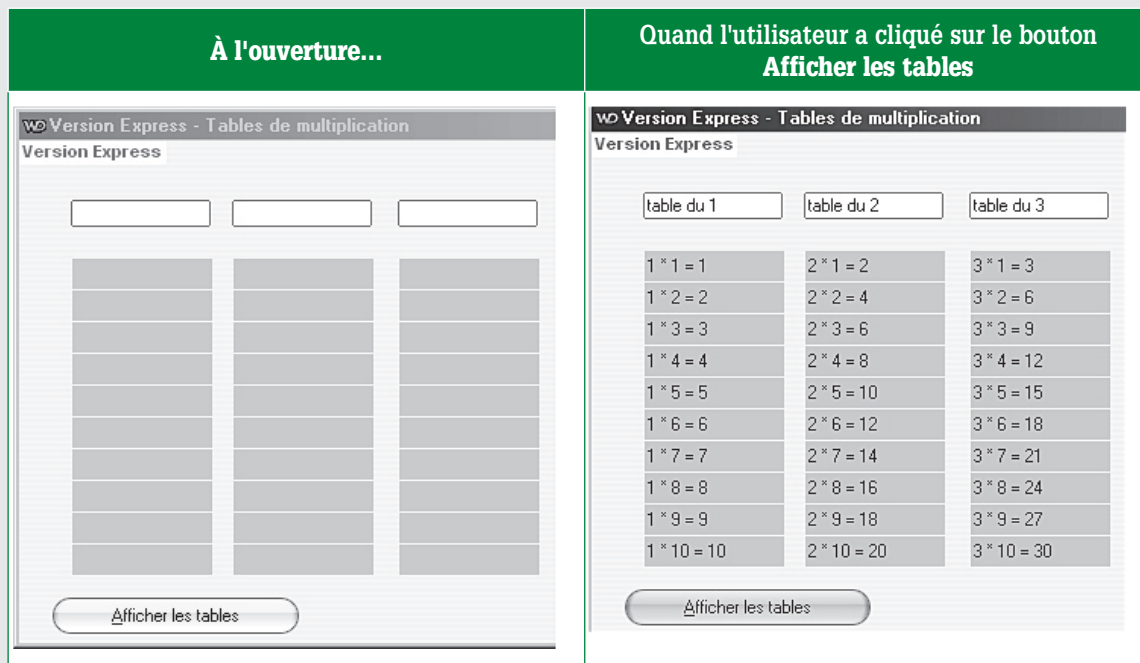 À l'ouverture...
Quand l'utilisateur a cliqué sur le bouton
Afficher les tables
WD Version Express - Tables de multiplication
Version Express
Afficher les tables
WD Version Express - Tables de multiplication
Version Express
table du 1 table du 2 table du 3
1 * 1 = 1 2 * 1 = 2 3 * 1 = 3
1 * 2 = 2 2 * 2 = 4 3 * 2 = 6
1 * 3 = 3 2 * 3 = 6 3 * 3 = 9
1 * 4 = 4 2 * 4 = 8 3 * 4 = 12
1 * 5 = 5 2 * 5 = 10 3 * 5 = 15
1 * 6 = 6 2 * 6 = 12 3 * 6 = 18
1 * 7 = 7 2 * 7 = 14 3 * 7 = 21
1 * 8 = 8 2 * 8 = 16 3 * 8 = 24
1 * 9 = 9 2 * 9 = 18 3 * 9 = 27
1 * 10 = 10 2 * 10 = 20 3 * 10 = 30
Afficher les tables